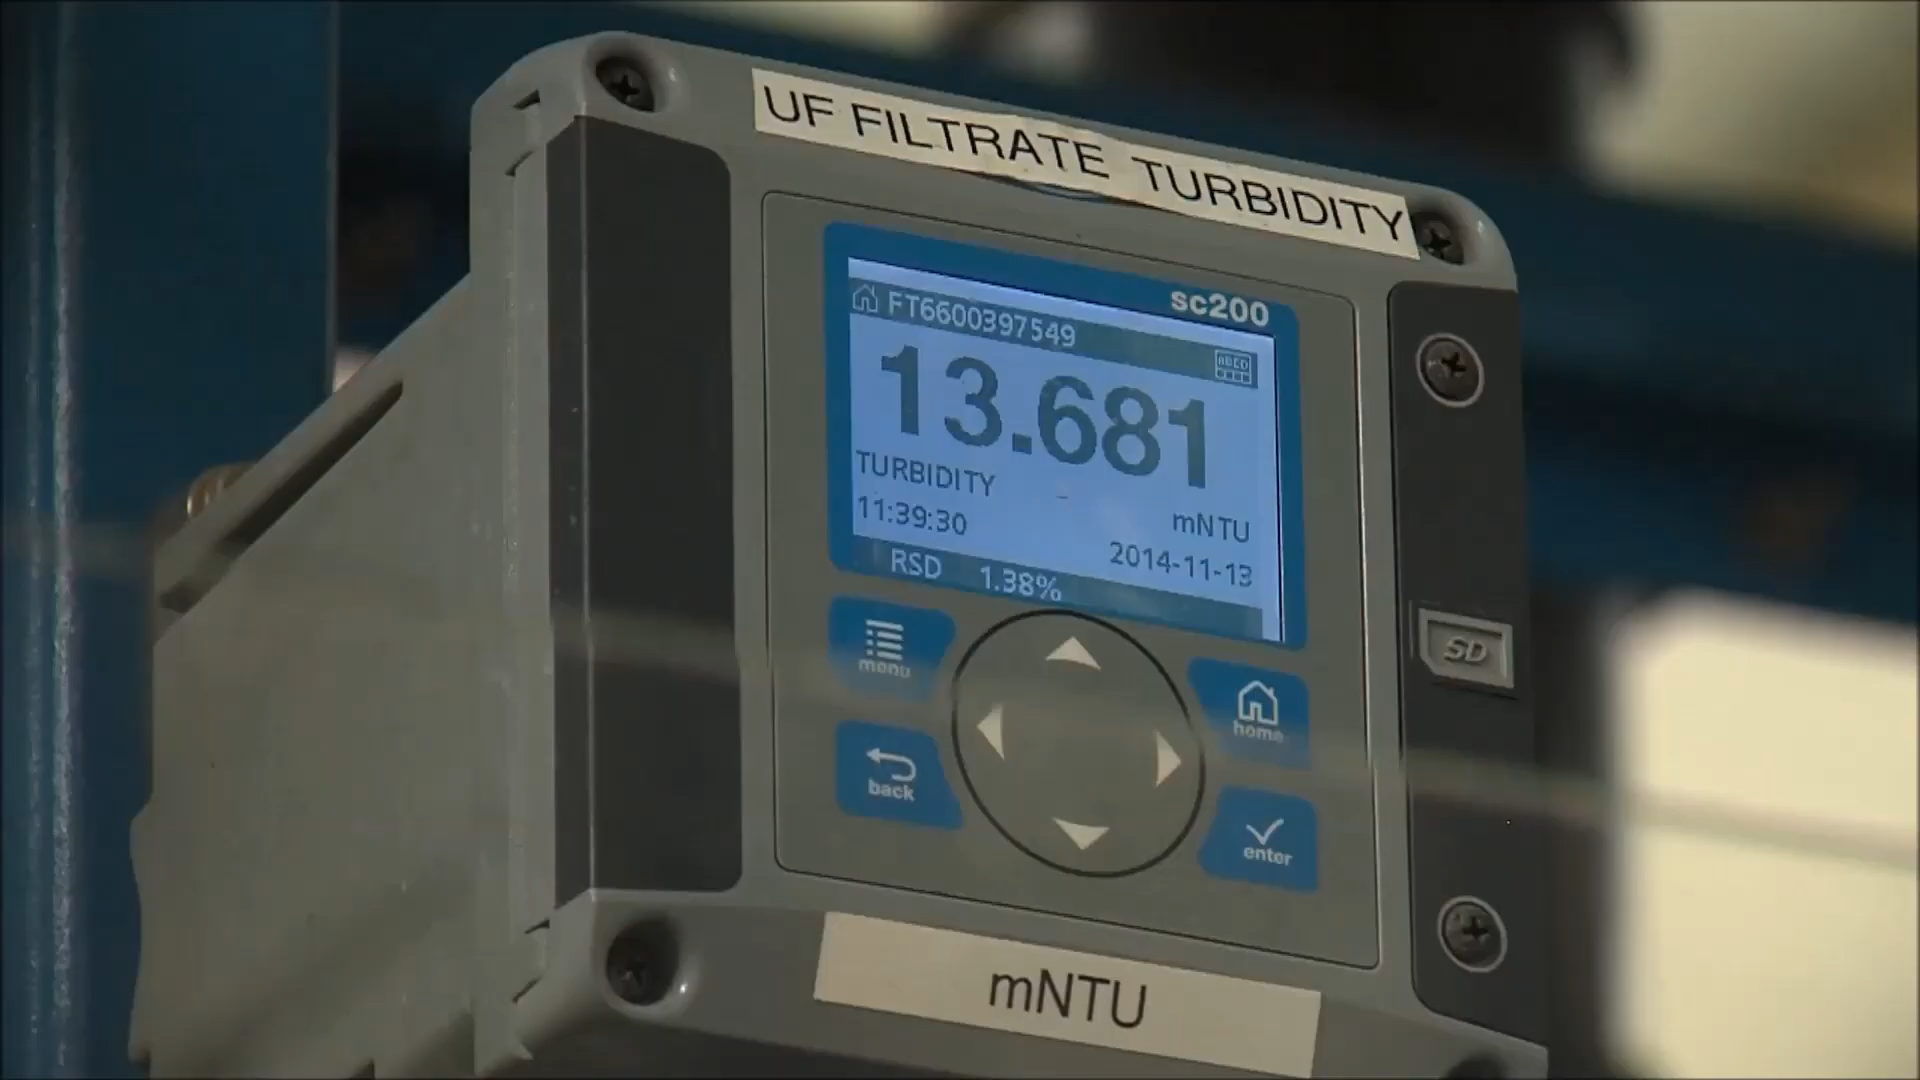 UF FILTRATE TURBIDITY
sc200
FT6600397549
13.681
TURBIDITY
mNTU
11:39:30
2014-11-13
RSD 1.38%
menu
home
back
enter
SD
mNTU